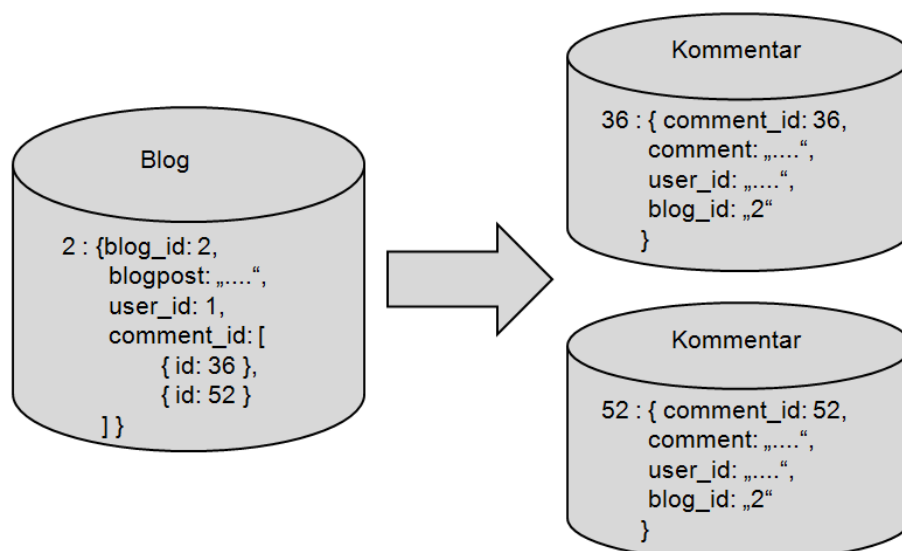 Blog
2 : {blog_id: 2,
blogpost: „....“,
user_id: 1,
comment_id: [
{ id: 36 },
{ id: 52 }
] }
Kommentar
36 : { comment_id: 36,
comment: „....“,
user_id: „....“,
blog_id: „2“
}
Kommentar
52 : { comment_id: 52,
comment: „....“,
user_id: „....“,
blog_id: „2“
}